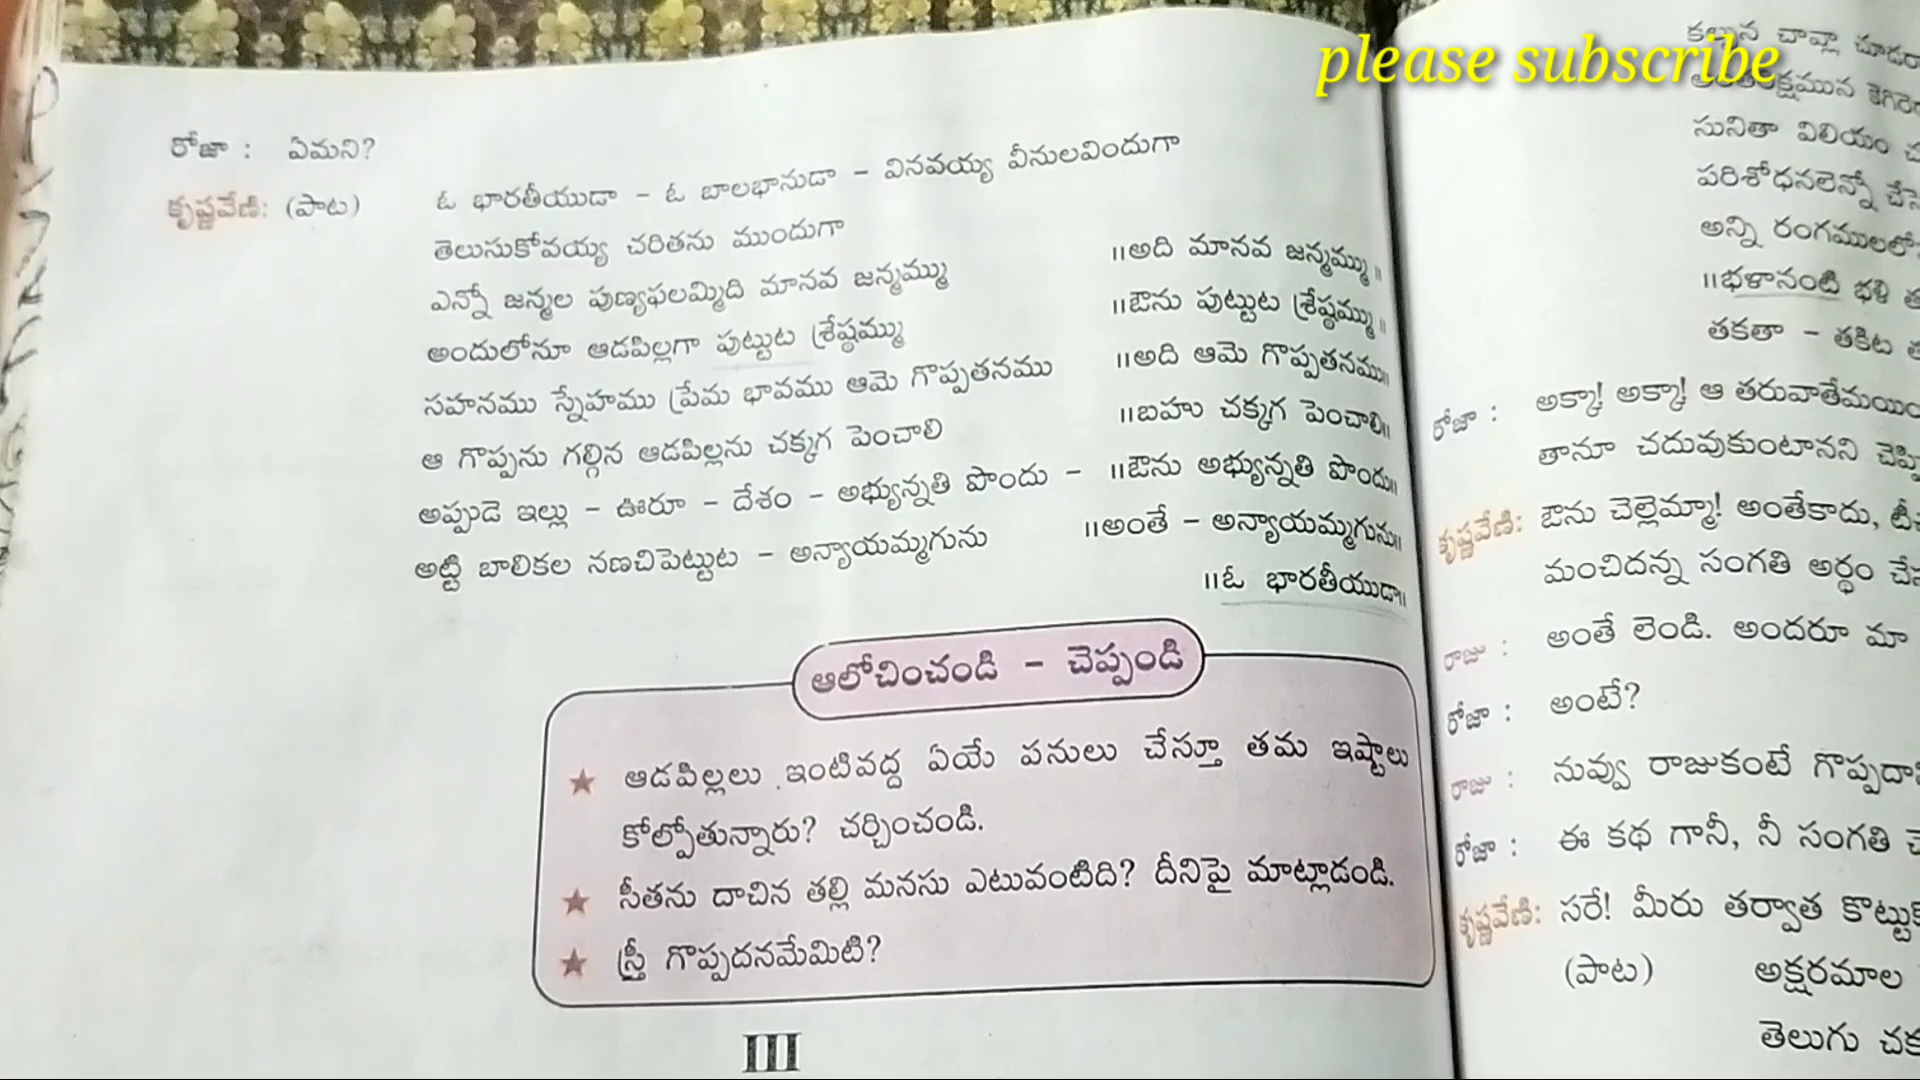 please subscribe
రోజా : ఏమని?
కృష్ణవేణి: (పాట) ఓ భారతీయుడా - ఓ బాలభానుడా - వినవయ్య వీనులవిందుగా
తెలుసుకోవయ్య చరితను ముందుగా
ఎన్నో జన్మల పుణ్యఫలమ్మిది మానవ జన్మమ్ము ॥అది మానవ జన్మమ్ము॥
అందులోనూ ఆడపిల్లగా పుట్టుట శ్రేష్ఠమ్ము ॥ఔను పుట్టుట శ్రేష్ఠమ్ము॥
సహనము స్నేహము ప్రేమ భావము ఆమె గొప్పతనము ॥అది ఆమె గొప్పతనము॥
ఆ గొప్పను గల్గిన ఆడపిల్లను చక్కగ పెంచాలి ॥బహు చక్కగ పెంచాలి॥
అప్పుడె ఇల్లు - ఊరూ - దేశం - అభ్యున్నతి పొందు - ॥ఔను అభ్యున్నతి పొందు॥
అట్టి బాలికల నణచిపెట్టుట - అన్యాయమ్మగును ॥అంతే - అన్యాయమ్మగును॥
॥ఓ భారతీయుడా॥
ఆలోచించండి - చెప్పండి
★ ఆడపిల్లలు ఇంటివద్ద ఏయే పనులు చేస్తూ తమ ఇష్టాలు
కోల్పోతున్నారు? చర్చించండి.
★ సీతను దాచిన తల్లి మనసు ఎటువంటిది? దీనిపై మాట్లాడండి.
★ స్త్రీ గొప్పదనమేమిటి?
III
కల్పన చావ్లా
సునితా విలియం
పరిశోధనలెన్నో
అన్ని రంగములలో
॥భళానంటి భళి
తకతా - తకిట
రోజా : అక్కా! అక్కా! ఆ తరువాతేమయిం
తానూ చదువుకుంటానని
కృష్ణవేణి: ఔను చెల్లెమ్మా! అంతేకాదు,
మంచిదన్న సంగతి అర్థం
రాజు : అంతే లెండి. అందరూ మా
రోజా : అంటే?
రాజు : నువ్వు రాజుకంటే
రోజా : ఈ కథ గానీ, నీ సంగతి
కృష్ణవేణి: సరే! మీరు తర్వాత
(పాట) అక్షరమాల
తెలుగు